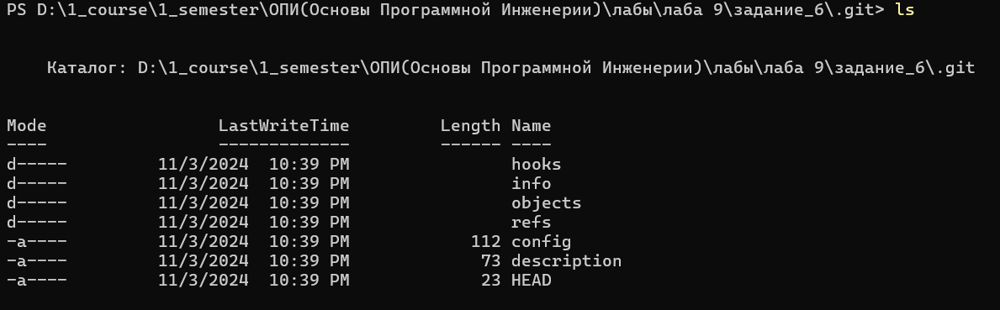 PS D:\1_course\1_semester\ОПИ(Основы Программной Инженерии)\лабы\лаба 9\задание_6\.git> ls
Каталог: D:\1_course\1_semester\ОПИ(Основы Программной Инженерии)\лабы\лаба 9\задание_6\.git
Mode                 LastWriteTime         Length Name
----                 -------------         ------ ----
d-----         11/3/2024  10:39 PM                hooks
d-----         11/3/2024  10:39 PM                info
d-----         11/3/2024  10:39 PM                objects
d-----         11/3/2024  10:39 PM                refs
-a----         11/3/2024  10:39 PM            112 config
-a----         11/3/2024  10:39 PM             73 description
-a----         11/3/2024  10:39 PM             23 HEAD